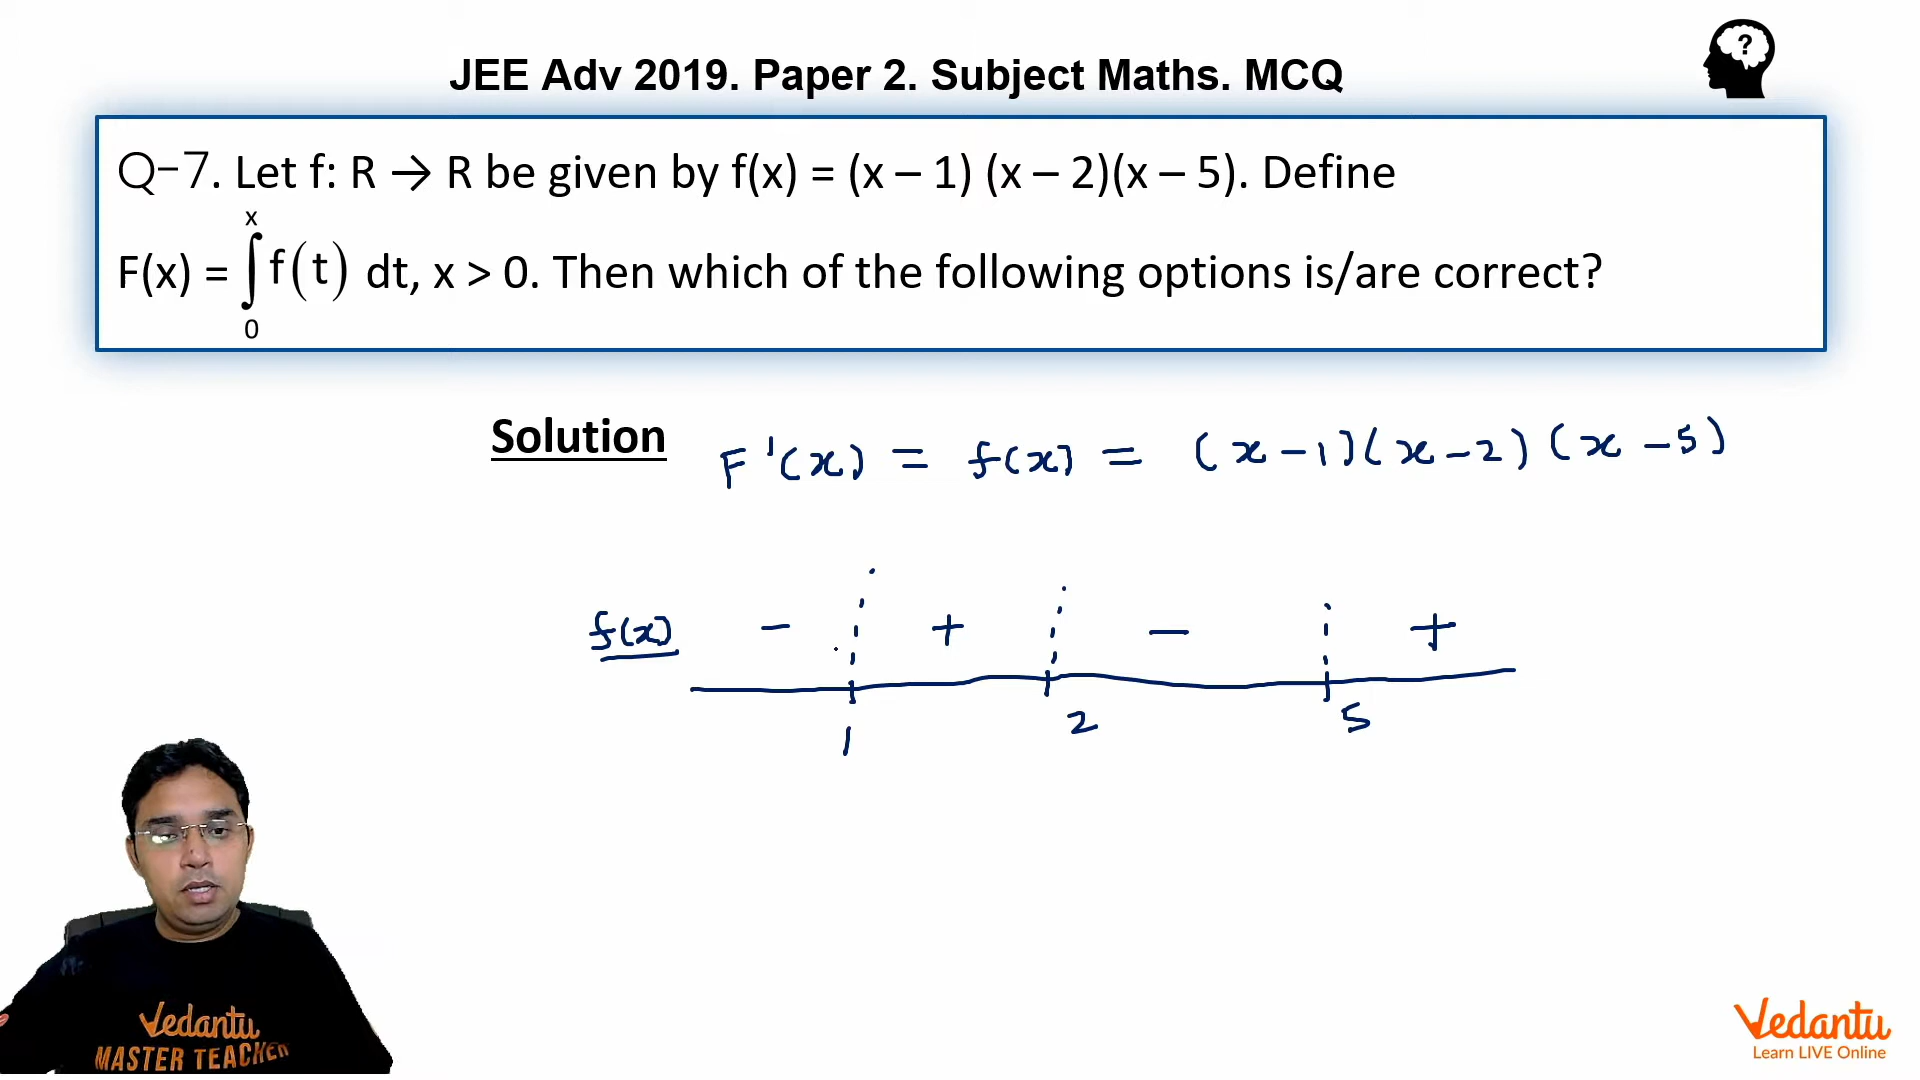 JEE Adv 2019. Paper 2. Subject Maths. MCQ
?
Q-7. Let f: R → R be given by f(x) = (x – 1) (x – 2)(x – 5). Define
x
F(x) = ∫f(t) dt, x > 0. Then which of the following options is/are correct?
0
Solution F'(x) = f(x) = (x-1)(x-2)(x-5)
f(x) - + - +
1 2 5
Vedantu
MASTER TEACHER
Vedantu
Learn LIVE Online